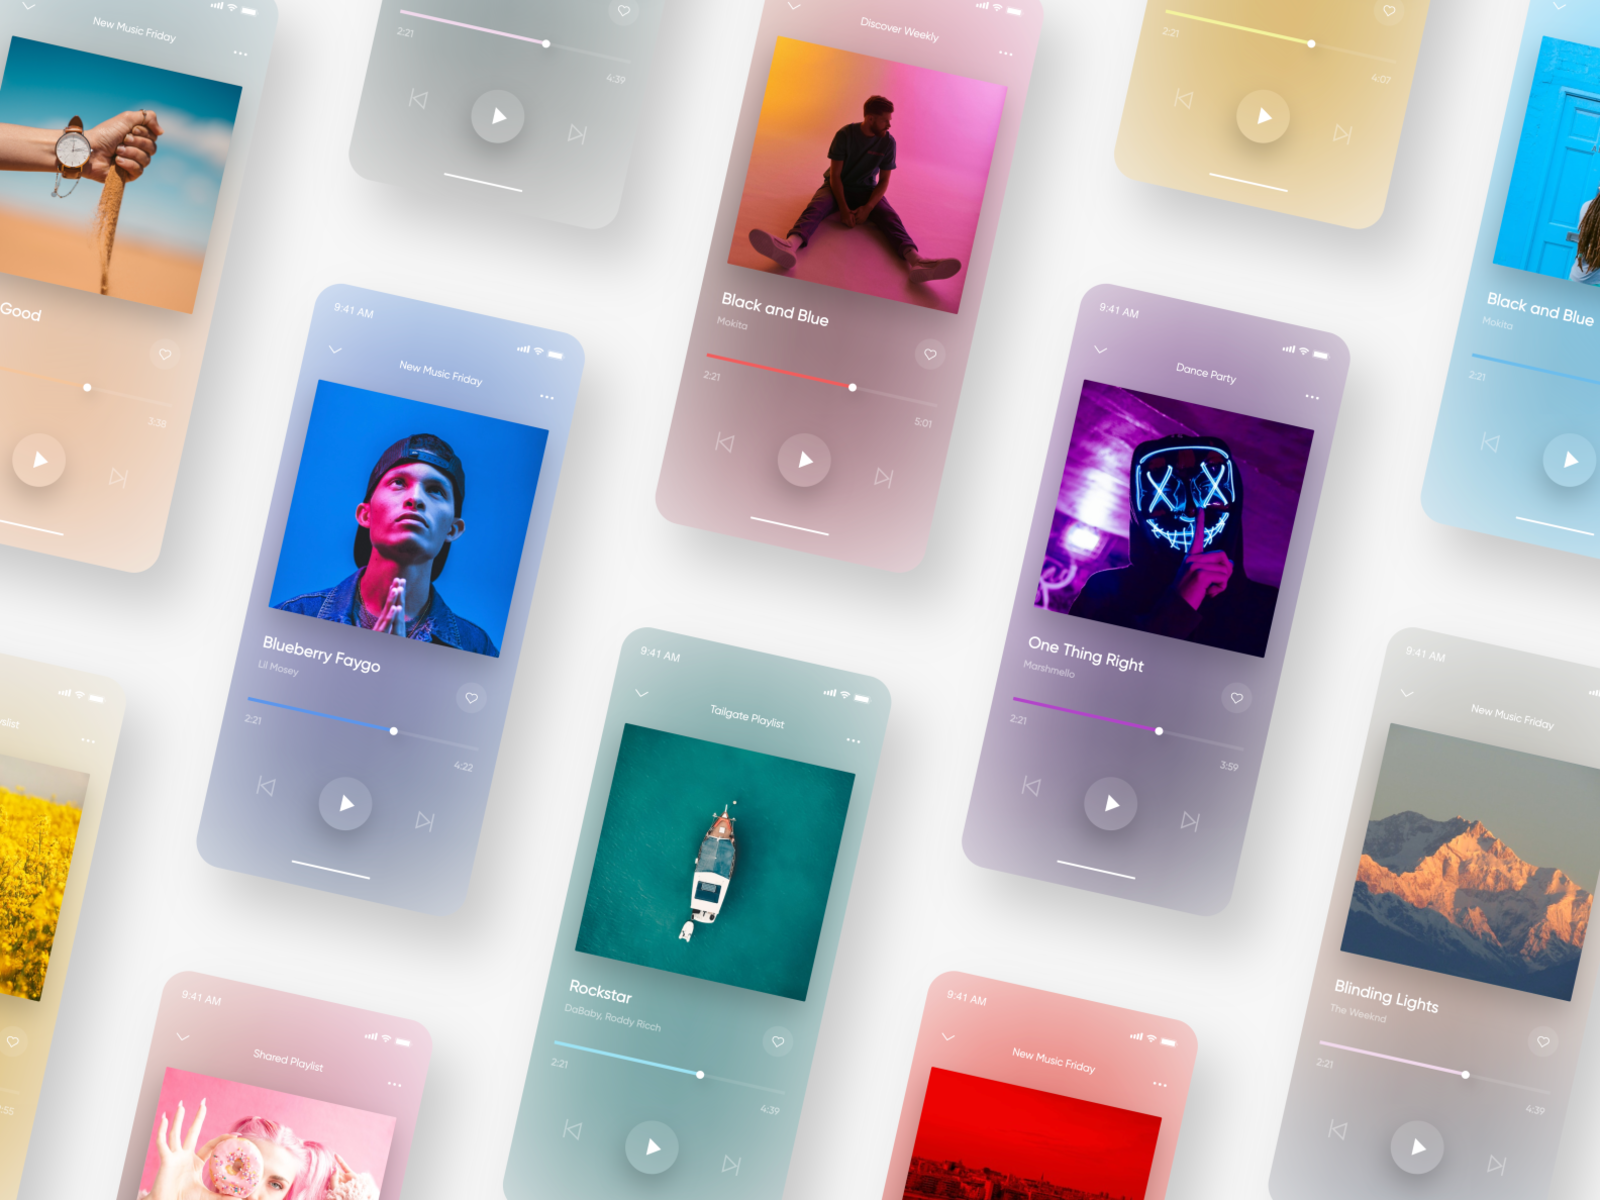 New Music Friday
Good
3:38
2:21
4:39
Discover Weekly
Black and Blue
Mokita
2:21
5:01
2:21
4:07
Black and Blue
Mokita
2:21
9:41 AM
New Music Friday
Blueberry Faygo
Lil Mosey
2:21
4:22
9:41 AM
Dance Party
One Thing Right
Marshmello
2:21
3:59
9:41 AM
Tailgate Playlist
Rockstar
DaBaby, Roddy Ricch
2:21
4:39
9:41 AM
New Music Friday
Blinding Lights
The Weeknd
2:21
4:39
9:41 AM
Shared Playlist
9:41 AM
New Music Friday